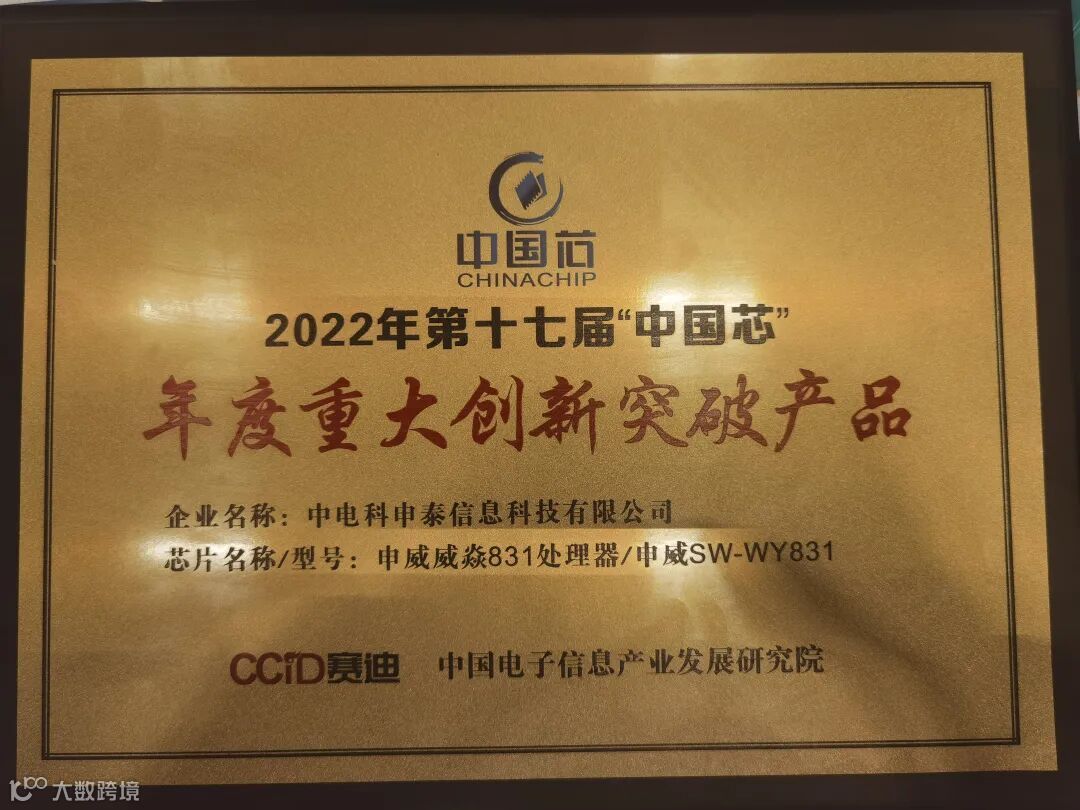 中国芯
CHINACHIP
2022年第十七届“中国芯”
年度重大创新突破产品
企业名称：中电科申泰信息科技有限公司
芯片名称/型号：申威威焱831处理器/申威SW-WY831
CCID赛迪 中国电子信息产业发展研究院
大数跨境